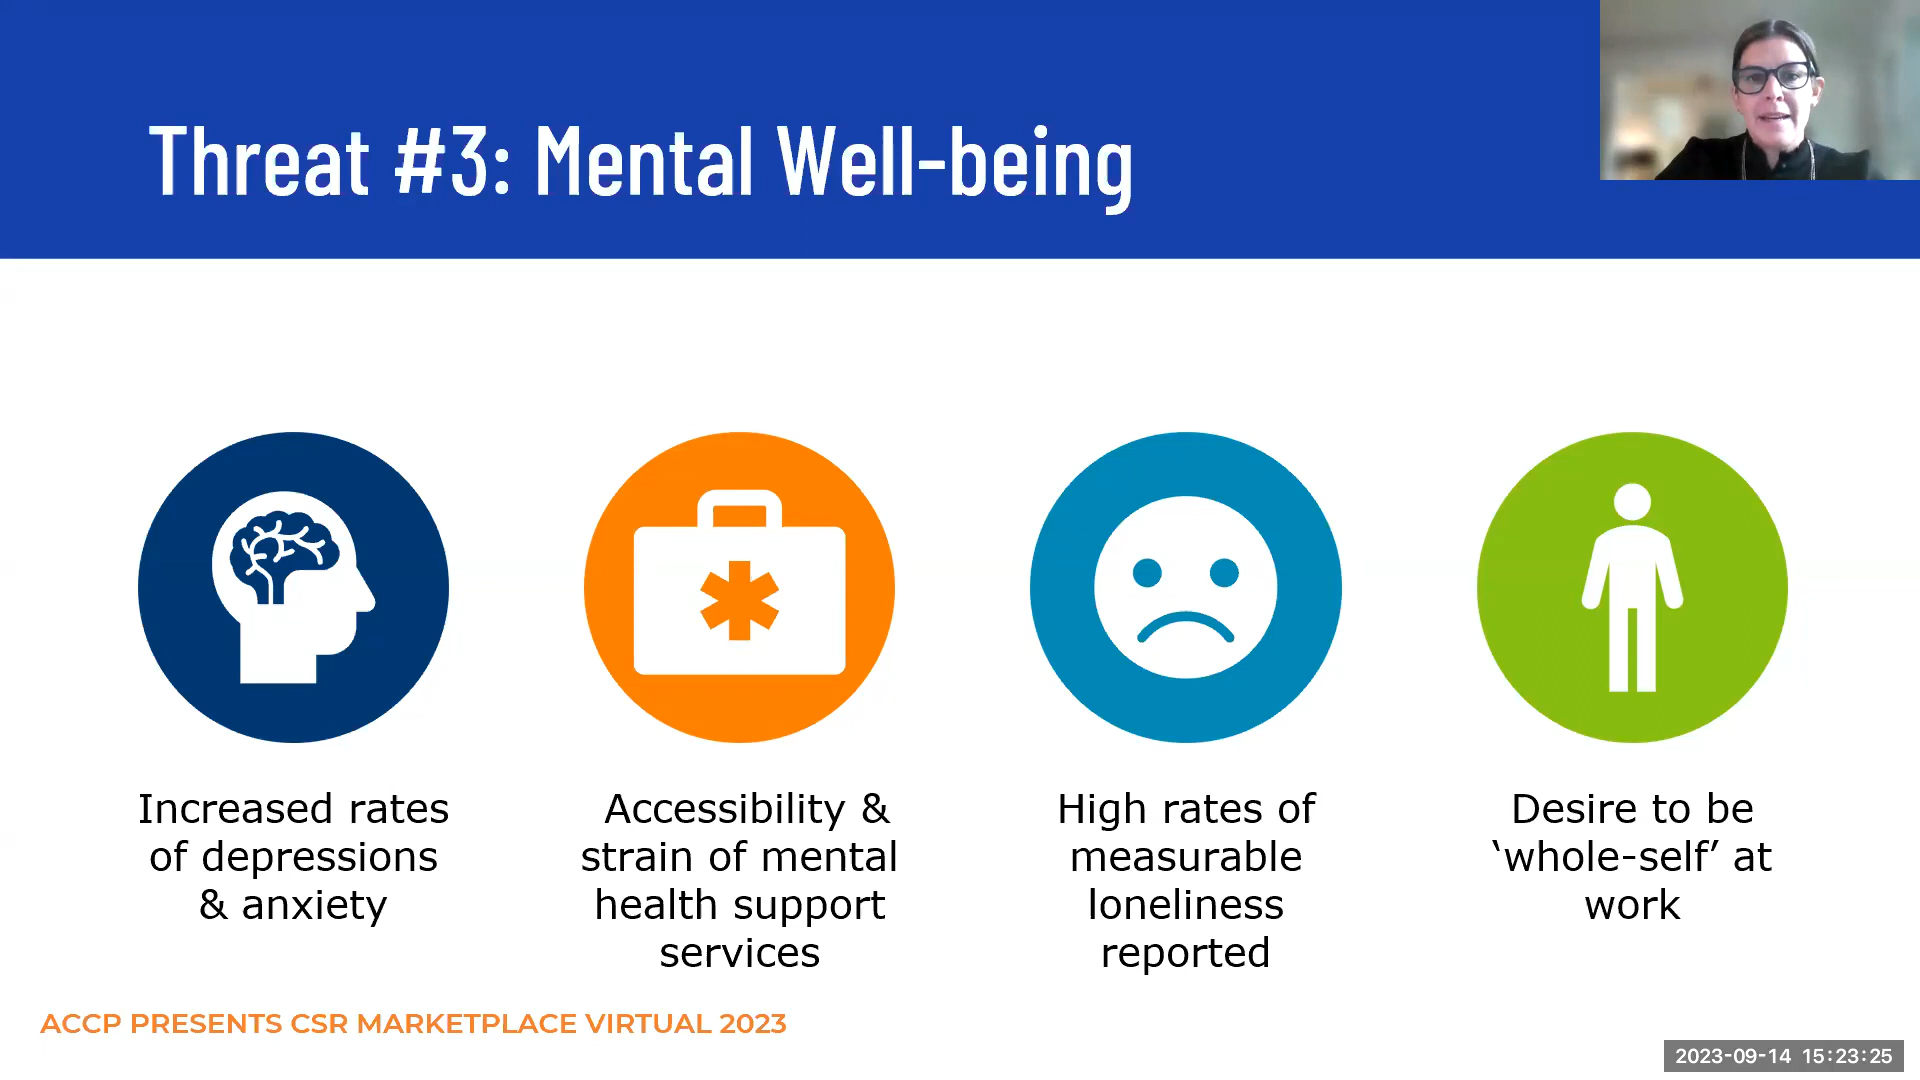 Threat #3: Mental Well-being
Increased rates
of depressions
& anxiety
Accessibility &
strain of mental
health support
services
High rates of
measurable
loneliness
reported
Desire to be
‘whole-self’ at
work
ACCP PRESENTS CSR MARKETPLACE VIRTUAL 2023
2023-09-14 15:23:25